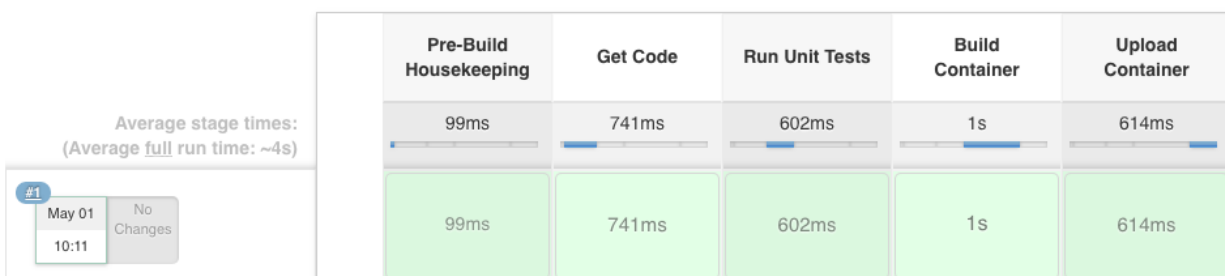 Pre-Build
Housekeeping
Get Code
Run Unit Tests
Build
Container
Upload
Container
Average stage times:
(Average full run time: ~4s)
99ms
741ms
602ms
1s
614ms
#1
May 01
10:11
No
Changes
99ms
741ms
602ms
1s
614ms